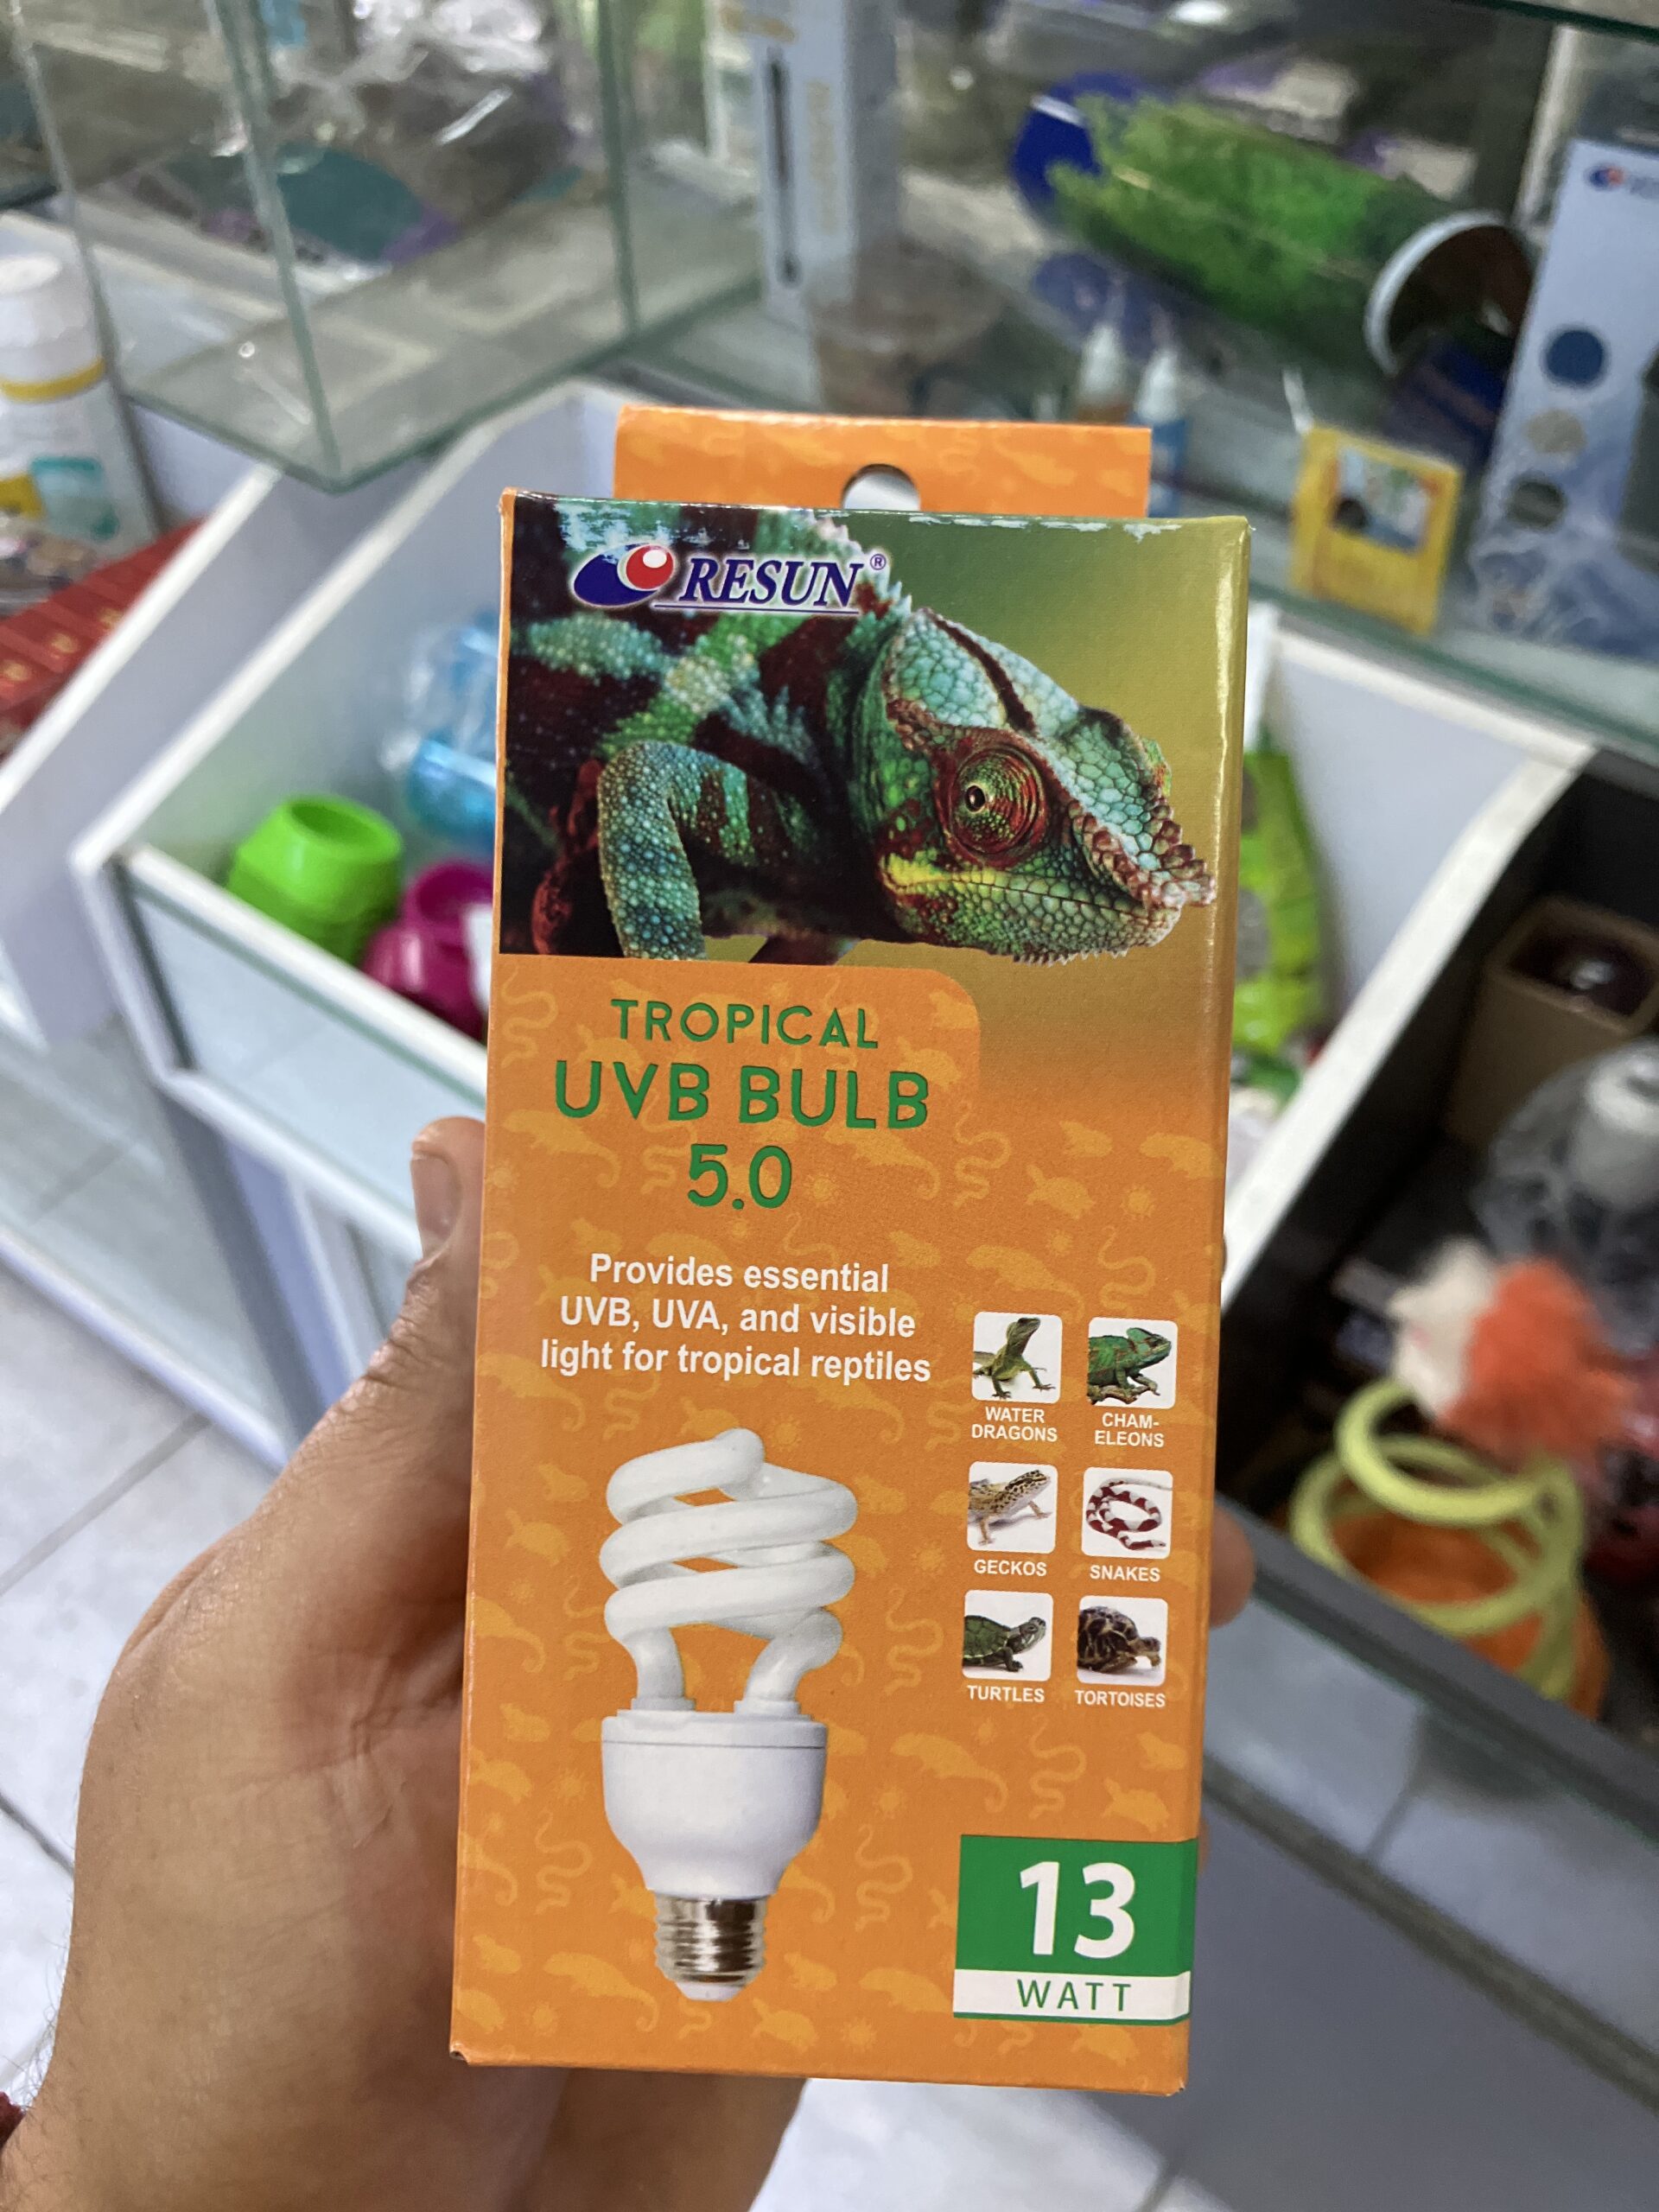 RESUN®
TROPICAL
UVB BULB
5.0
Provides essential
UVB, UVA, and visible
light for tropical reptiles
WATER
DRAGONS
CHAM-
ELEONS
GECKOS
SNAKES
TURTLES
TORTOISES
13
WATT